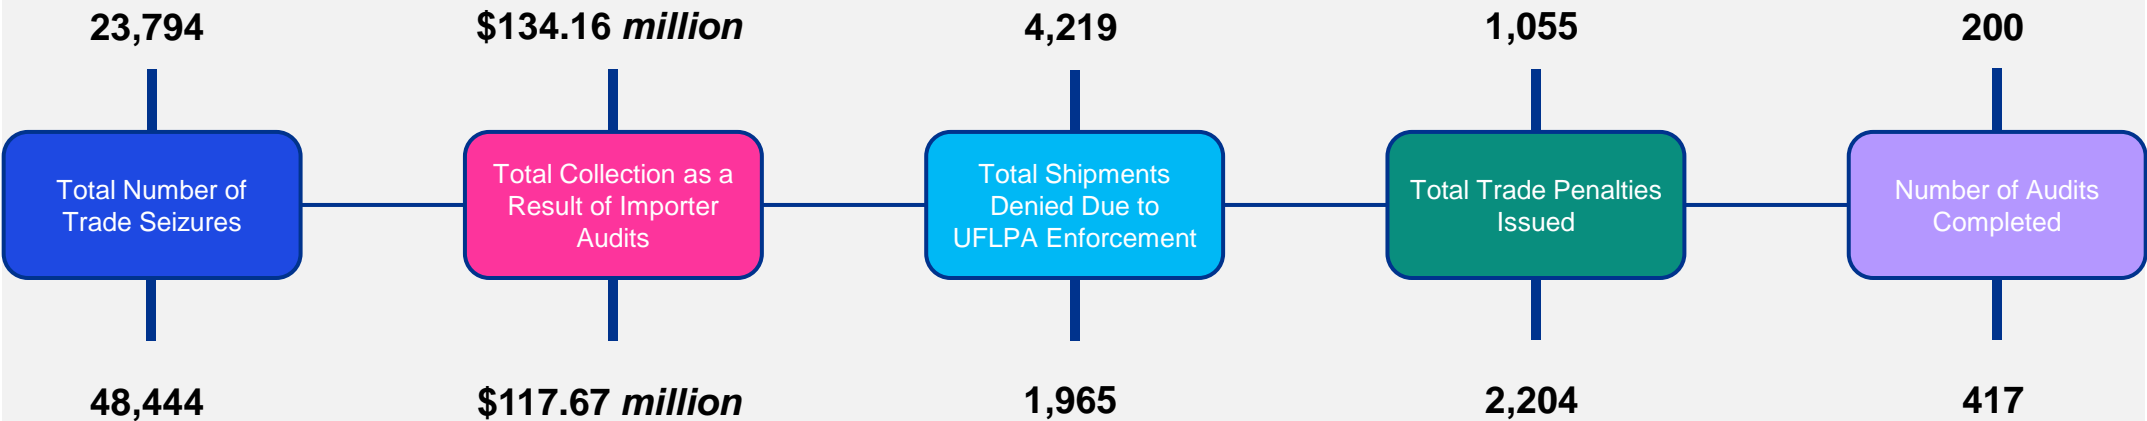 23,794
$134.16 million
4,219
1,055
200
Total Number of
Trade Seizures
Total Collection as a
Result of Importer
Audits
Total Shipments
Denied Due to
UFLPA Enforcement
Total Trade Penalties
Issued
Number of Audits
Completed
48,444
$117.67 million
1,965
2,204
417